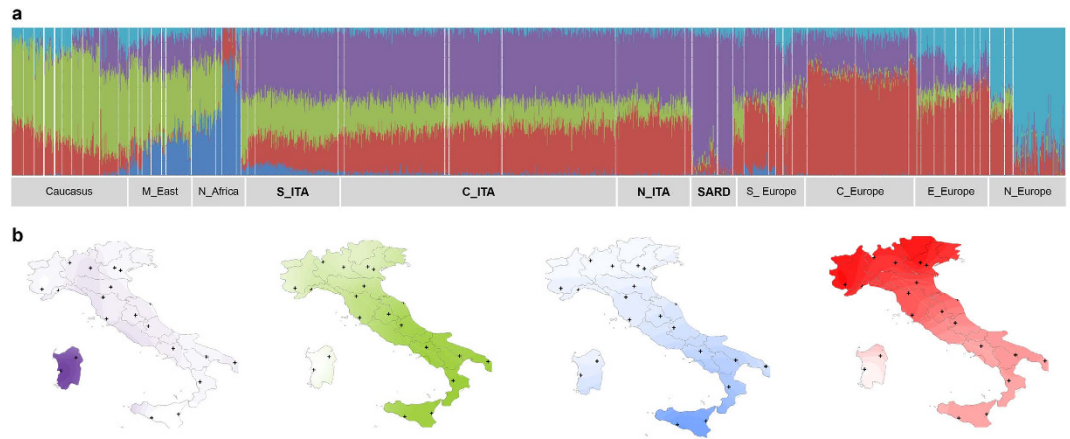 a
Caucasus M_East N_Africa S_ITA C_ITA N_ITA SARD S_ Europe C_Europe E_Europe N_Europe
b